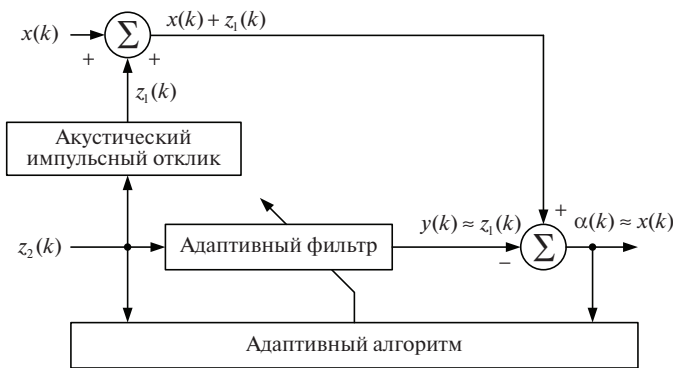 x(k)
Σ
x(k) + z₁(k)
+
+
z₁(k)
Акустический
импульсный отклик
z₂(k)
Адаптивный фильтр
y(k) ≈ z₁(k)
+
−
Σ
α(k) ≈ x(k)
Адаптивный алгоритм